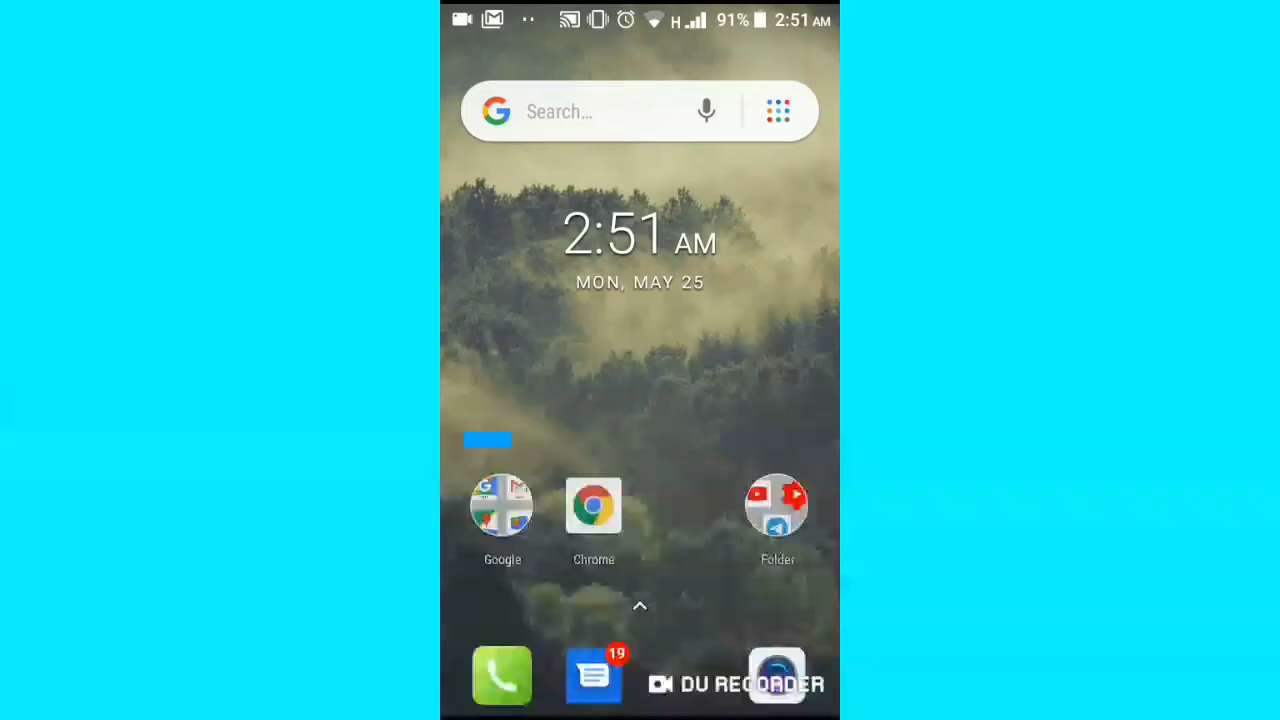 H 91% 2:51 AM
Search...
2:51 AM
MON, MAY 25
Google Chrome Folder
19
DU RECORDER